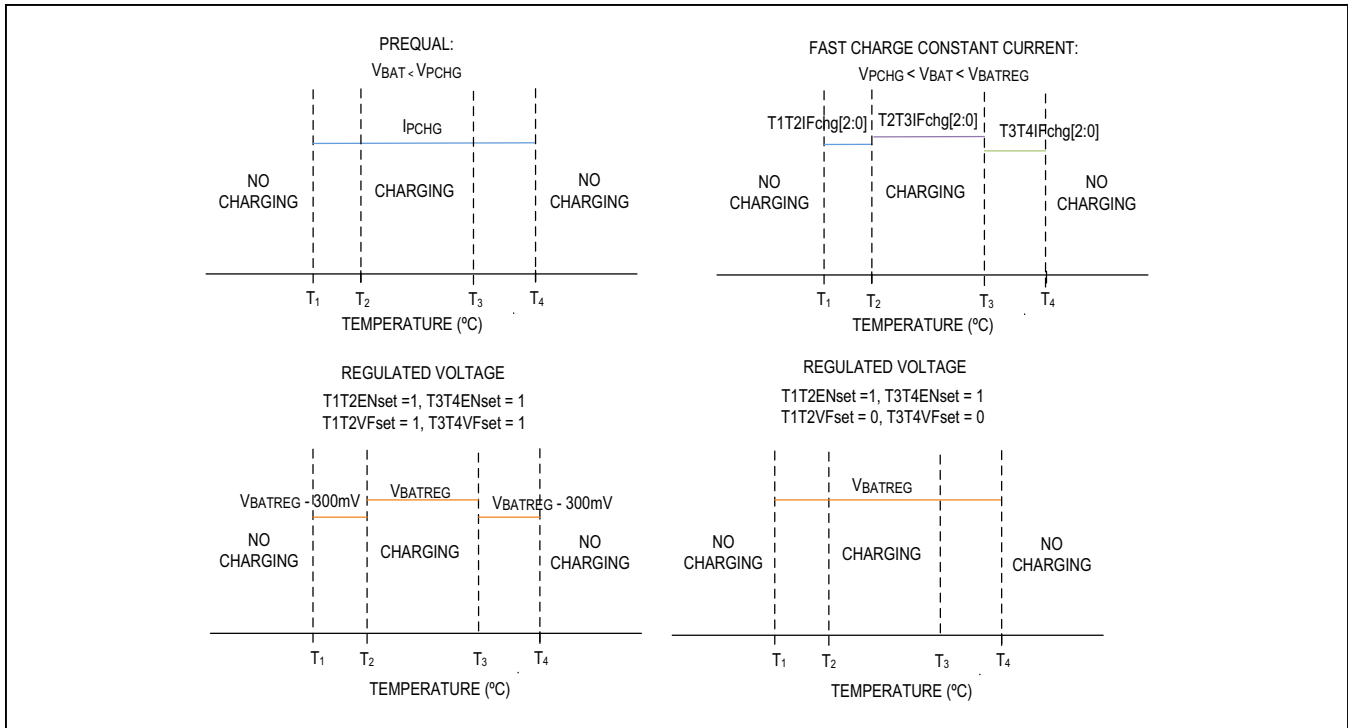 PREQUAL:
VBAT < VPCHG
IPCHG
NO
CHARGING
CHARGING
NO
CHARGING
T1
T2
T3
T4
TEMPERATURE (ºC)
FAST CHARGE CONSTANT CURRENT:
VPCHG < VBAT < VBATREG
T1T2IFchg[2:0]
T2T3IFchg[2:0]
T3T4IFchg[2:0]
NO
CHARGING
CHARGING
NO
CHARGING
T1
T2
T3
T4
TEMPERATURE (ºC)
REGULATED VOLTAGE
T1T2ENset =1, T3T4ENset = 1
T1T2VFset = 1, T3T4VFset = 1
VBATREG - 300mV
VBATREG
VBATREG - 300mV
NO
CHARGING
CHARGING
NO
CHARGING
T1
T2
T3
T4
TEMPERATURE (ºC)
REGULATED VOLTAGE
T1T2ENset=1, T3T4ENset = 1
T1T2VFset = 0, T3T4VFset = 0
VBATREG
NO
CHARGING
CHARGING
NO
CHARGING
T1
T2
T3
T4
TEMPERATURE (ºC)